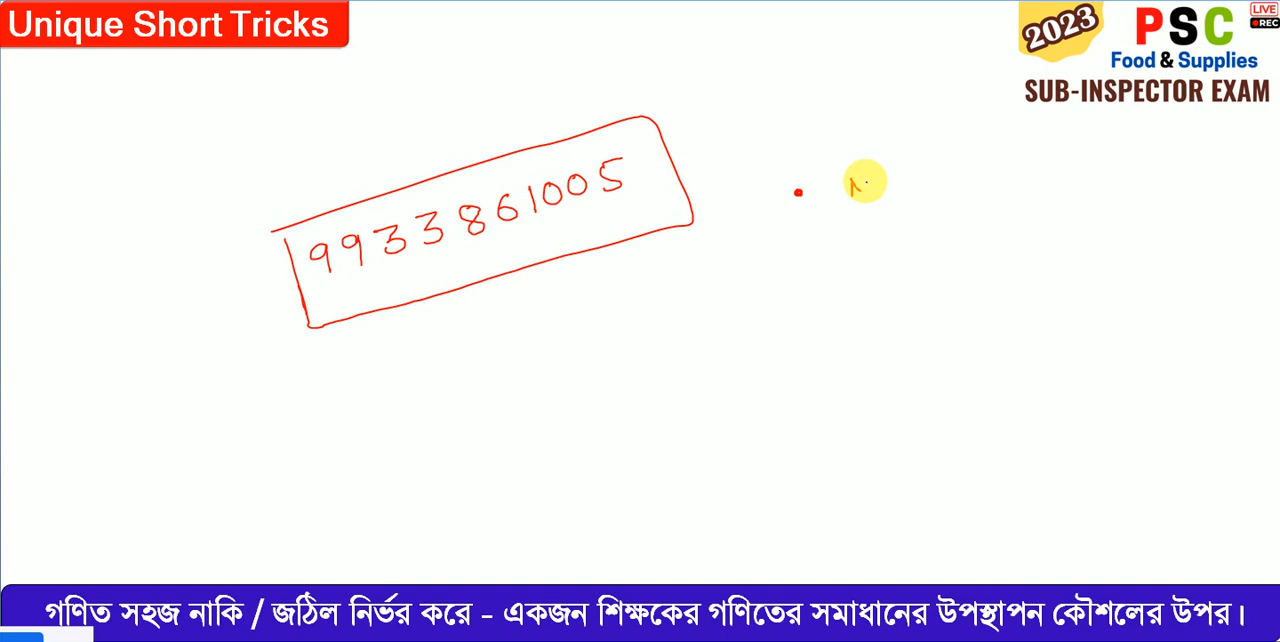 Unique Short Tricks
2023
PSC
LIVE
REC
Food & Supplies
SUB-INSPECTOR EXAM
9933861005
গণিত সহজ নাকি / জঠিল নির্ভর করে - একজন শিক্ষকের গণিতের সমাধানের উপস্থাপন কৌশলের উপর।